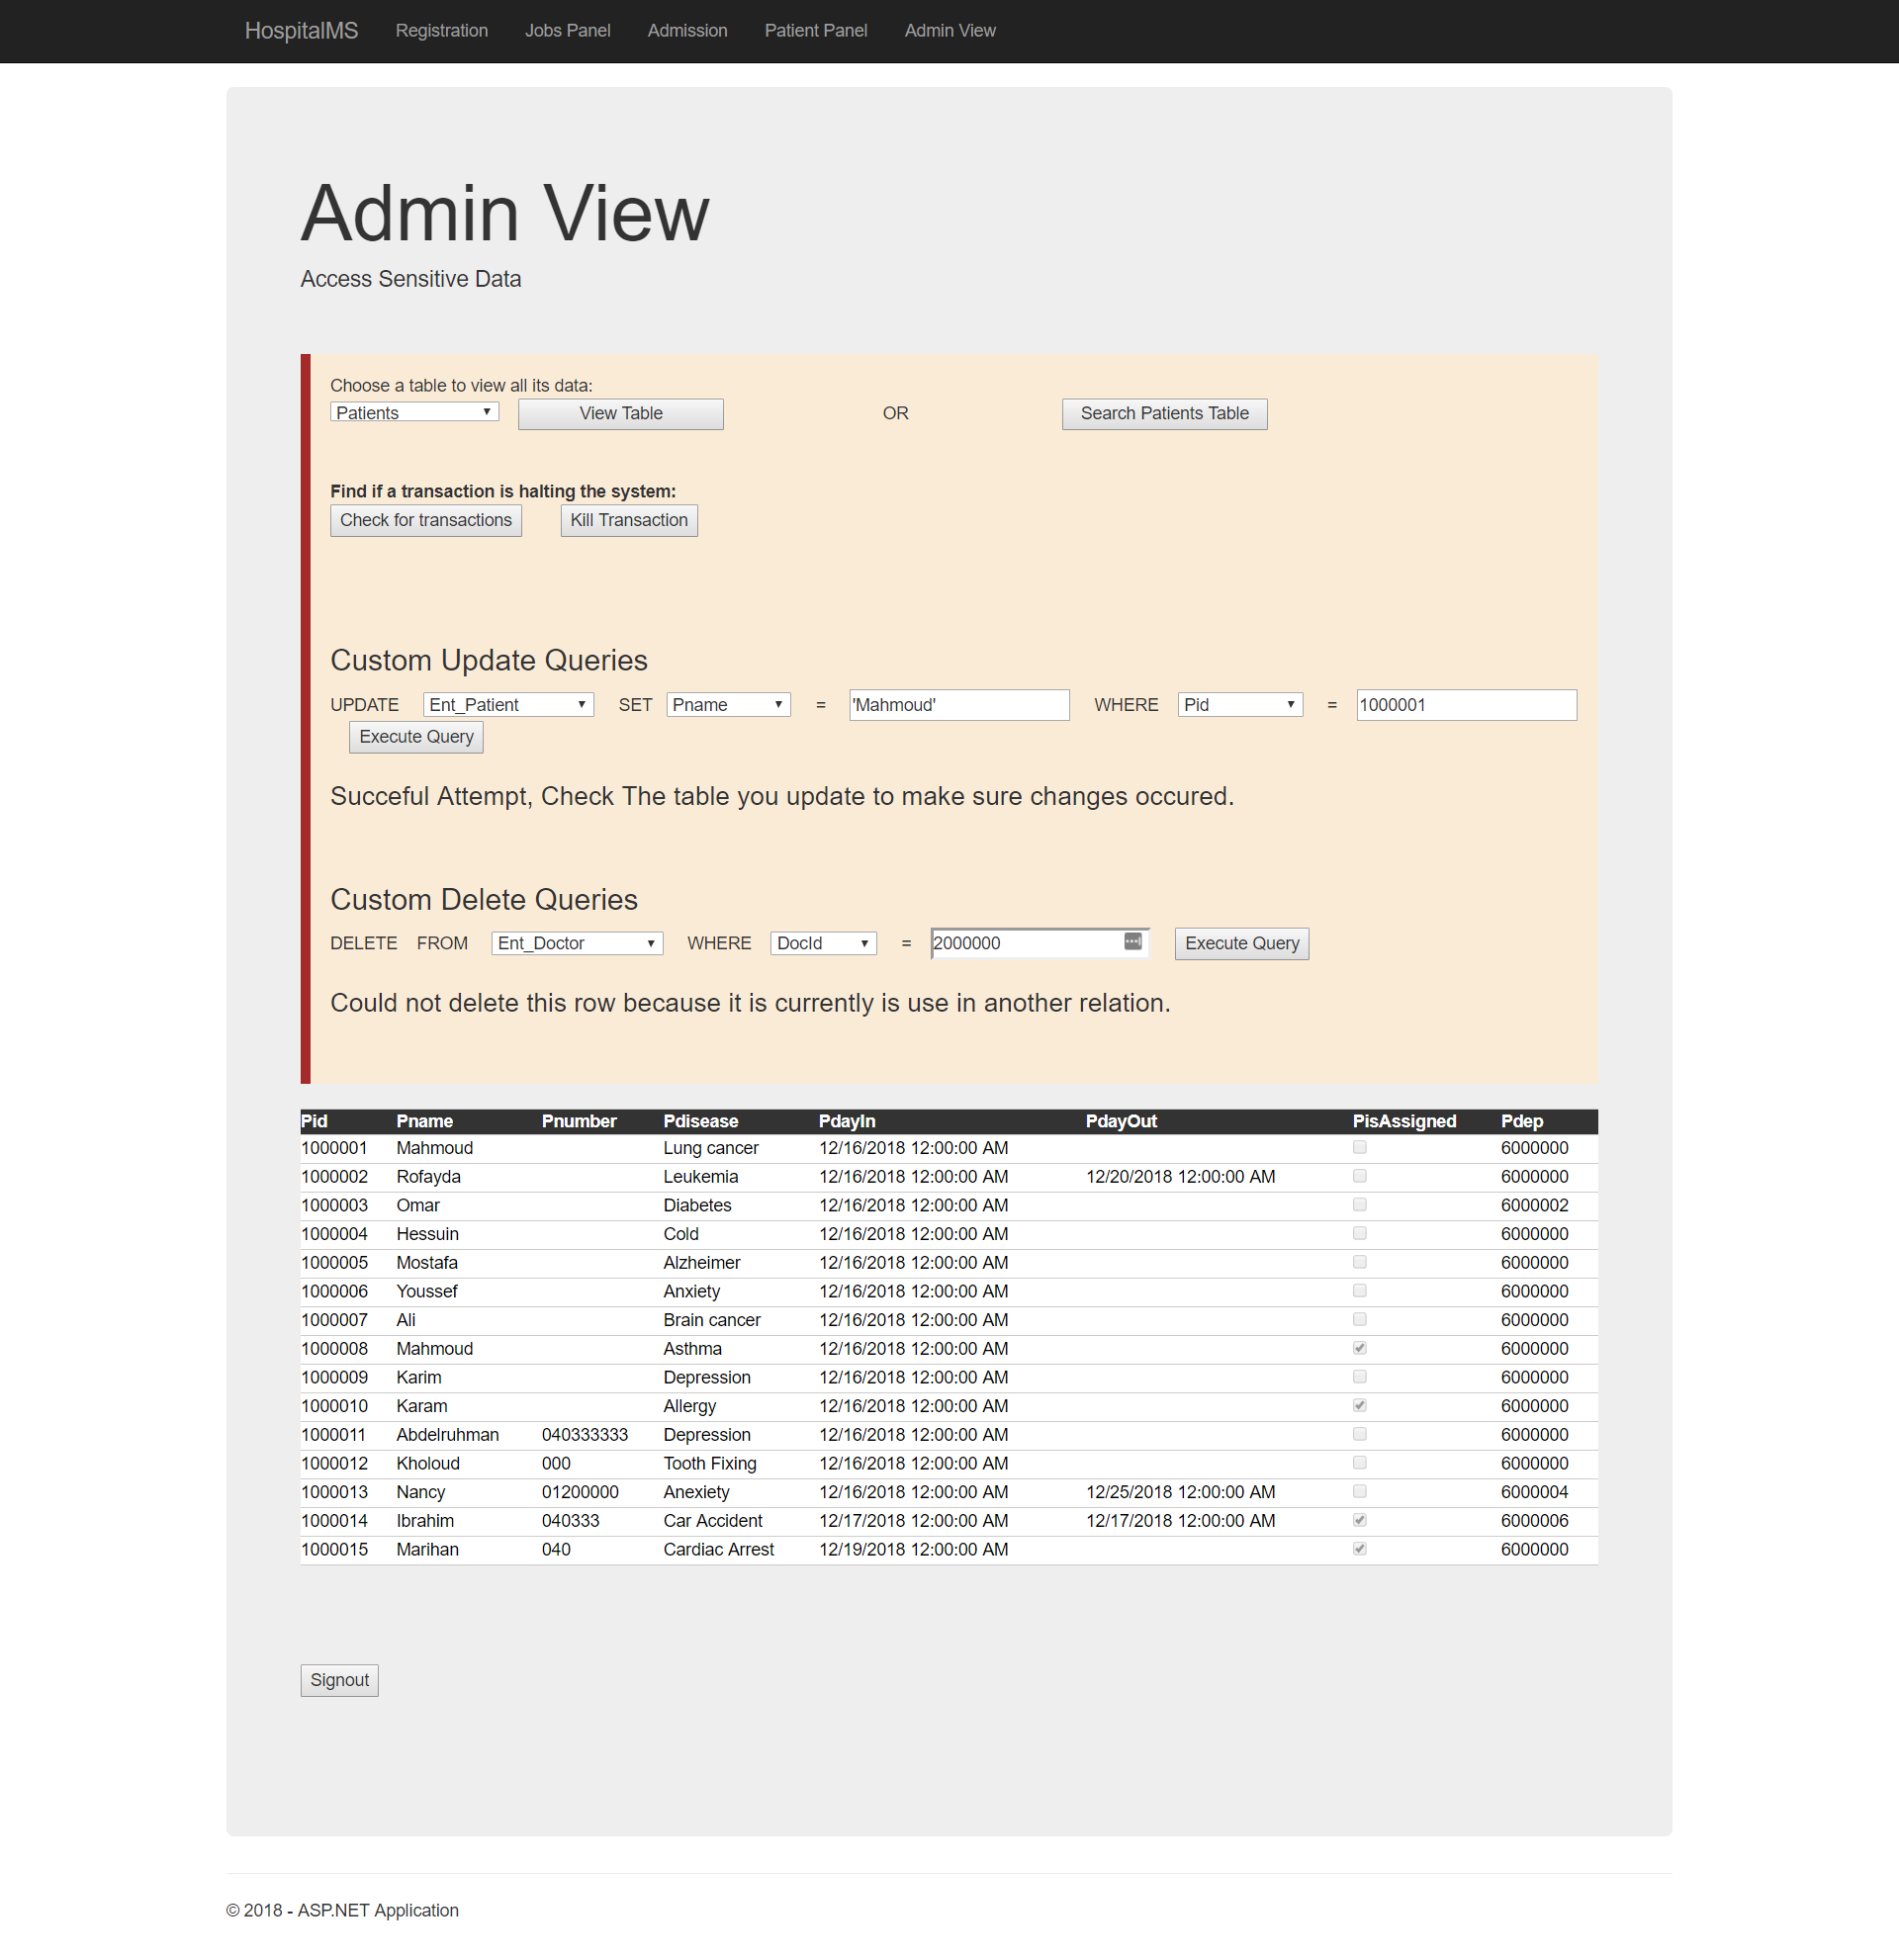 HospitalMS Registration Jobs Panel Admission Patient Panel Admin View
Admin View
Access Sensitive Data
Choose a table to view all its data:
Patients View Table OR Search Patients Table
Find if a transaction is halting the system:
Check for transactions Kill Transaction
Custom Update Queries
UPDATE Ent_Patient SET Pname = 'Mahmoud' WHERE Pid = 1000001
Execute Query
Succeful Attempt, Check The table you update to make sure changes occured.
Custom Delete Queries
DELETE FROM Ent_Doctor WHERE DocId = 2000000 Execute Query
Could not delete this row because it is currently is use in another relation.
Pid Pname Pnumber Pdisease PdayIn PdayOut PisAssigned Pdep
1000001 Mahmoud Lung cancer 12/16/2018 12:00:00 AM 6000000
1000002 Rofayda Leukemia 12/16/2018 12:00:00 AM 12/20/2018 12:00:00 AM 6000000
1000003 Omar Diabetes 12/16/2018 12:00:00 AM 6000002
1000004 Hessuin Cold 12/16/2018 12:00:00 AM 6000000
1000005 Mostafa Alzheimer 12/16/2018 12:00:00 AM 6000000
1000006 Youssef Anxiety 12/16/2018 12:00:00 AM 6000000
1000007 Ali Brain cancer 12/16/2018 12:00:00 AM 6000000
1000008 Mahmoud Asthma 12/16/2018 12:00:00 AM 6000000
1000009 Karim Depression 12/16/2018 12:00:00 AM 6000000
1000010 Karam Allergy 12/16/2018 12:00:00 AM 6000000
1000011 Abdelruhman 040333333 Depression 12/16/2018 12:00:00 AM 6000000
1000012 Kholoud 000 Tooth Fixing 12/16/2018 12:00:00 AM 6000000
1000013 Nancy 01200000 Anexiety 12/16/2018 12:00:00 AM 12/25/2018 12:00:00 AM 6000004
1000014 Ibrahim 040333 Car Accident 12/17/2018 12:00:00 AM 12/17/2018 12:00:00 AM 6000006
1000015 Marihan 040 Cardiac Arrest 12/19/2018 12:00:00 AM 6000000
Signout
© 2018 - ASP.NET Application